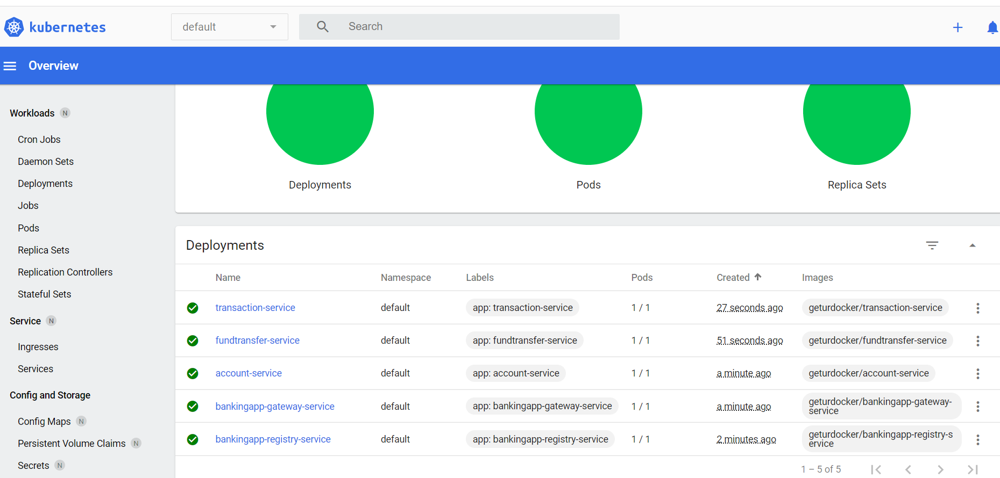 kubernetes
default
Search
Overview
Workloads N
Cron Jobs
Daemon Sets
Deployments
Jobs
Pods
Replica Sets
Replication Controllers
Stateful Sets
Service N
Ingresses
Services
Config and Storage
Config Maps N
Persistent Volume Claims N
Secrets N
Deployments Pods Replica Sets
Deployments
Name Namespace Labels Pods Created Images
transaction-service default app: transaction-service 1 / 1 27 seconds ago geturdocker/transaction-service
fundtransfer-service default app: fundtransfer-service 1 / 1 51 seconds ago geturdocker/fundtransfer-service
account-service default app: account-service 1 / 1 a minute ago geturdocker/account-service
bankingapp-gateway-service default app: bankingapp-gateway-service 1 / 1 a minute ago geturdocker/bankingapp-gateway-
service
bankingapp-registry-service default app: bankingapp-registry-service 1 / 1 2 minutes ago geturdocker/bankingapp-registry-s
ervice
1 – 5 of 5